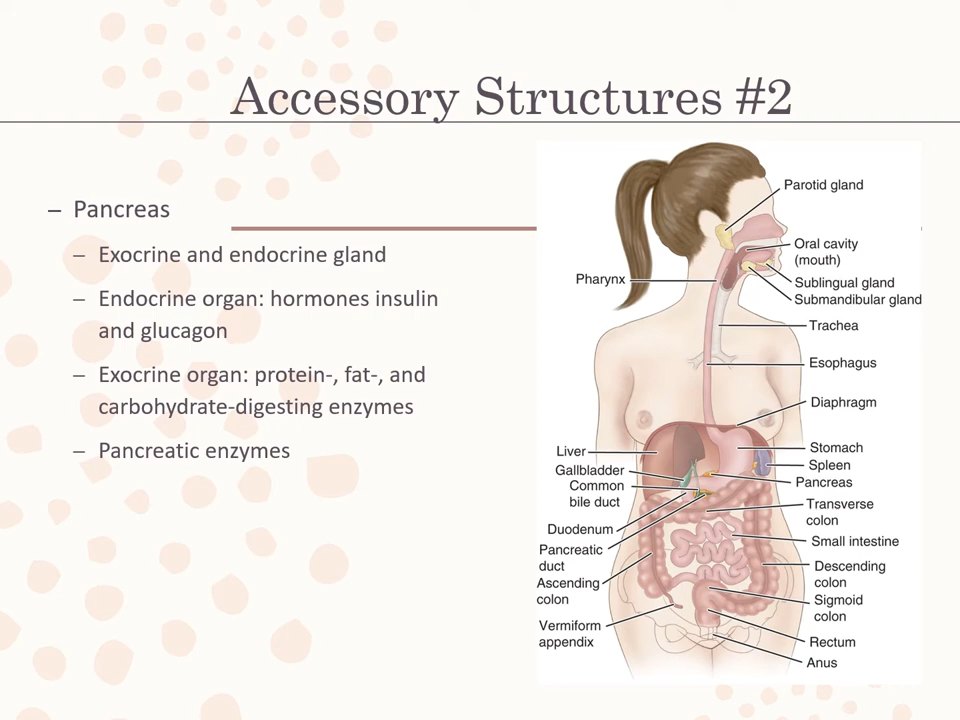 Accessory Structures #2
– Pancreas
– Exocrine and endocrine gland
– Endocrine organ: hormones insulin
and glucagon
– Exocrine organ: protein-, fat-, and
carbohydrate-digesting enzymes
– Pancreatic enzymes
Parotid gland
Oral cavity
(mouth)
Pharynx
Sublingual gland
Submandibular gland
Trachea
Esophagus
Diaphragm
Liver
Gallbladder
Common
bile duct
Duodenum
Pancreatic
duct
Ascending
colon
Vermiform
appendix
Stomach
Spleen
Pancreas
Transverse
colon
Small intestine
Descending
colon
Sigmoid
colon
Rectum
Anus